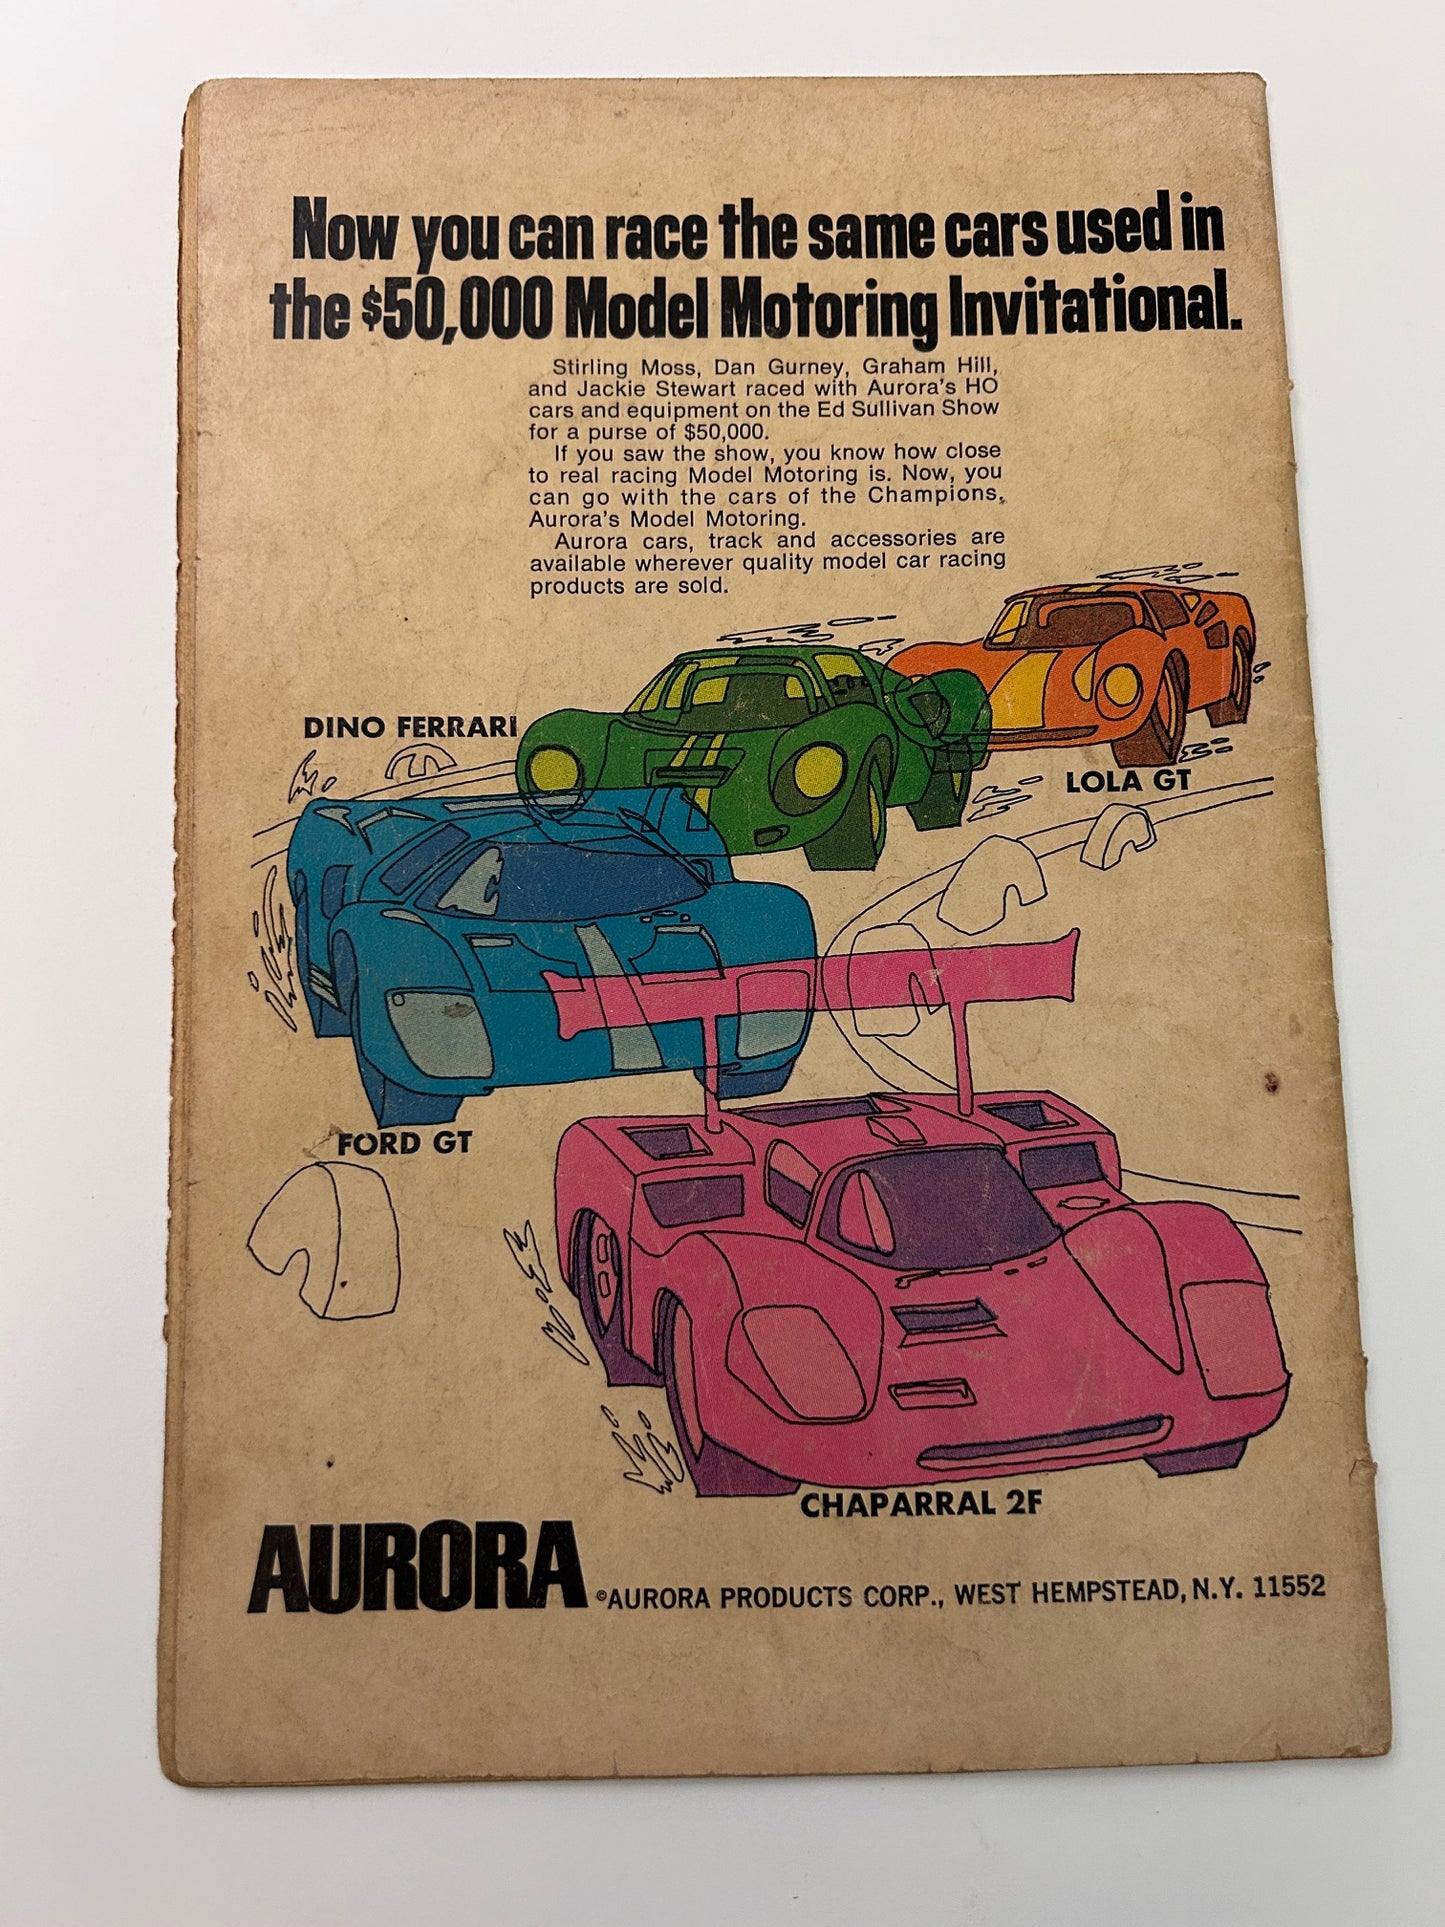 Now you can race the same cars used in
the $50,000 Model Motoring Invitational.
Stirling Moss, Dan Gurney, Graham Hill,
and Jackie Stewart raced with Aurora's HO
cars and equipment on the Ed Sullivan Show
for a purse of $50,000.
If you saw the show, you know how close
to real racing Model Motoring is. Now, you
can go with the cars of the Champions,
Aurora's Model Motoring.
Aurora cars, track and accessories are
available wherever quality model car racing
products are sold.
DINO FERRARI
LOLA GT
FORD GT
CHAPARRAL 2F
AURORA
©AURORA PRODUCTS CORP., WEST HEMPSTEAD, N.Y. 11552